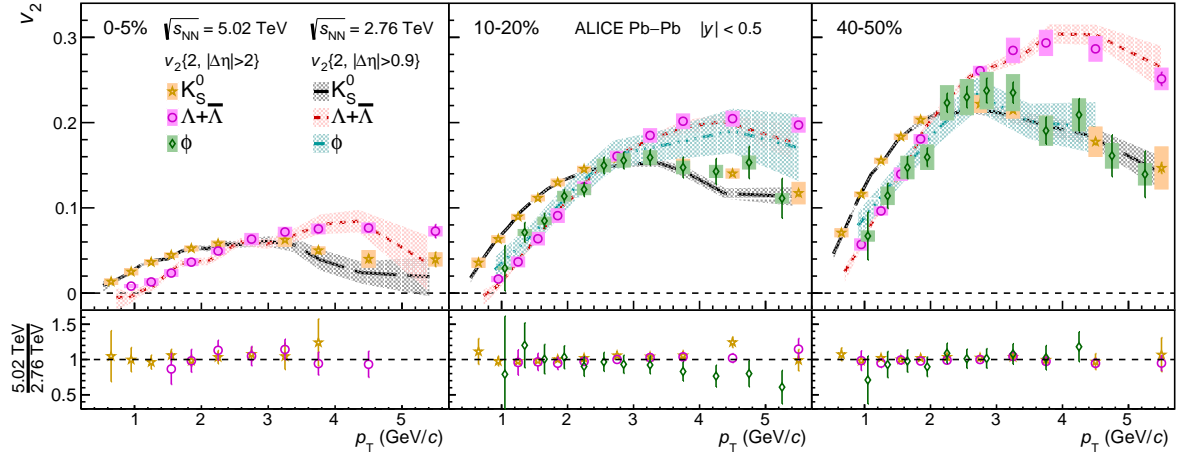 v₂
0-5% √sNN = 5.02 TeV √sNN = 2.76 TeV
v₂{2, |Δη|>2} v₂{2, |Δη|>0.9}
K⁰S K⁰S
Λ+Λ̅ Λ+Λ̅
ϕ ϕ
10-20% ALICE Pb−Pb |y| < 0.5
40-50%
0.3
0.2
0.1
0
5.02 TeV
2.76 TeV
1.5
1
0.5
1 2 3 4 5 1 2 3 4 5 1 2 3 4 5
pT (GeV/c) pT (GeV/c) pT (GeV/c)